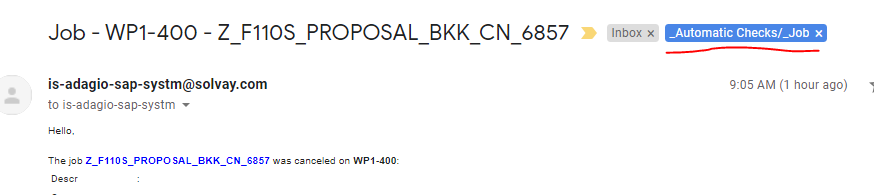 Job - WP1-400 - Z_F110S_PROPOSAL_BKK_CN_6857 Inbox × _Automatic Checks/_Job ×
is-adagio-sap-systm@solvay.com 9:05 AM (1 hour ago)
to is-adagio-sap-systm
Hello,
The job Z_F110S_PROPOSAL_BKK_CN_6857 was canceled on WP1-400:
Descr :